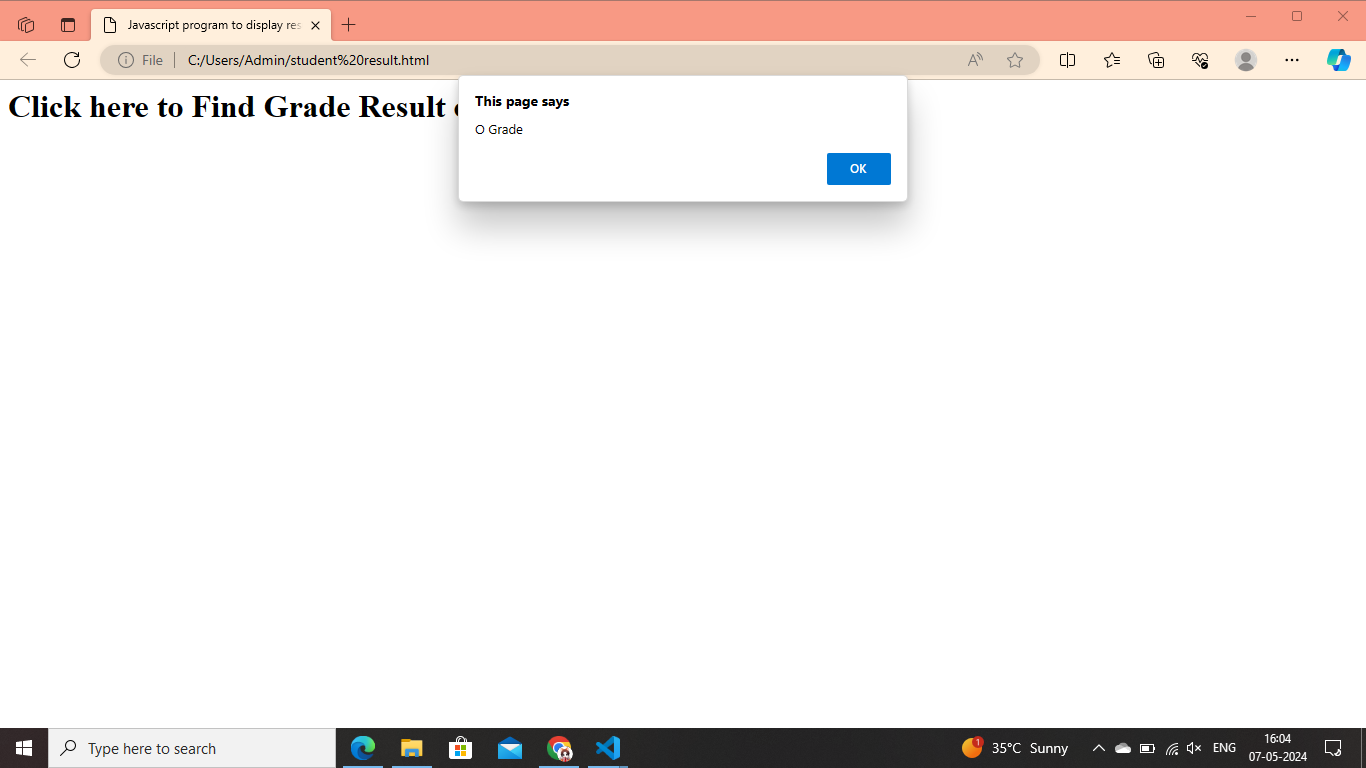 Javascript program to display res
File
C:/Users/Admin/student%20result.html
Click here to Find Grade Result
This page says
O Grade
OK
Type here to search
1
35°C Sunny
ENG
16:04
07-05-2024